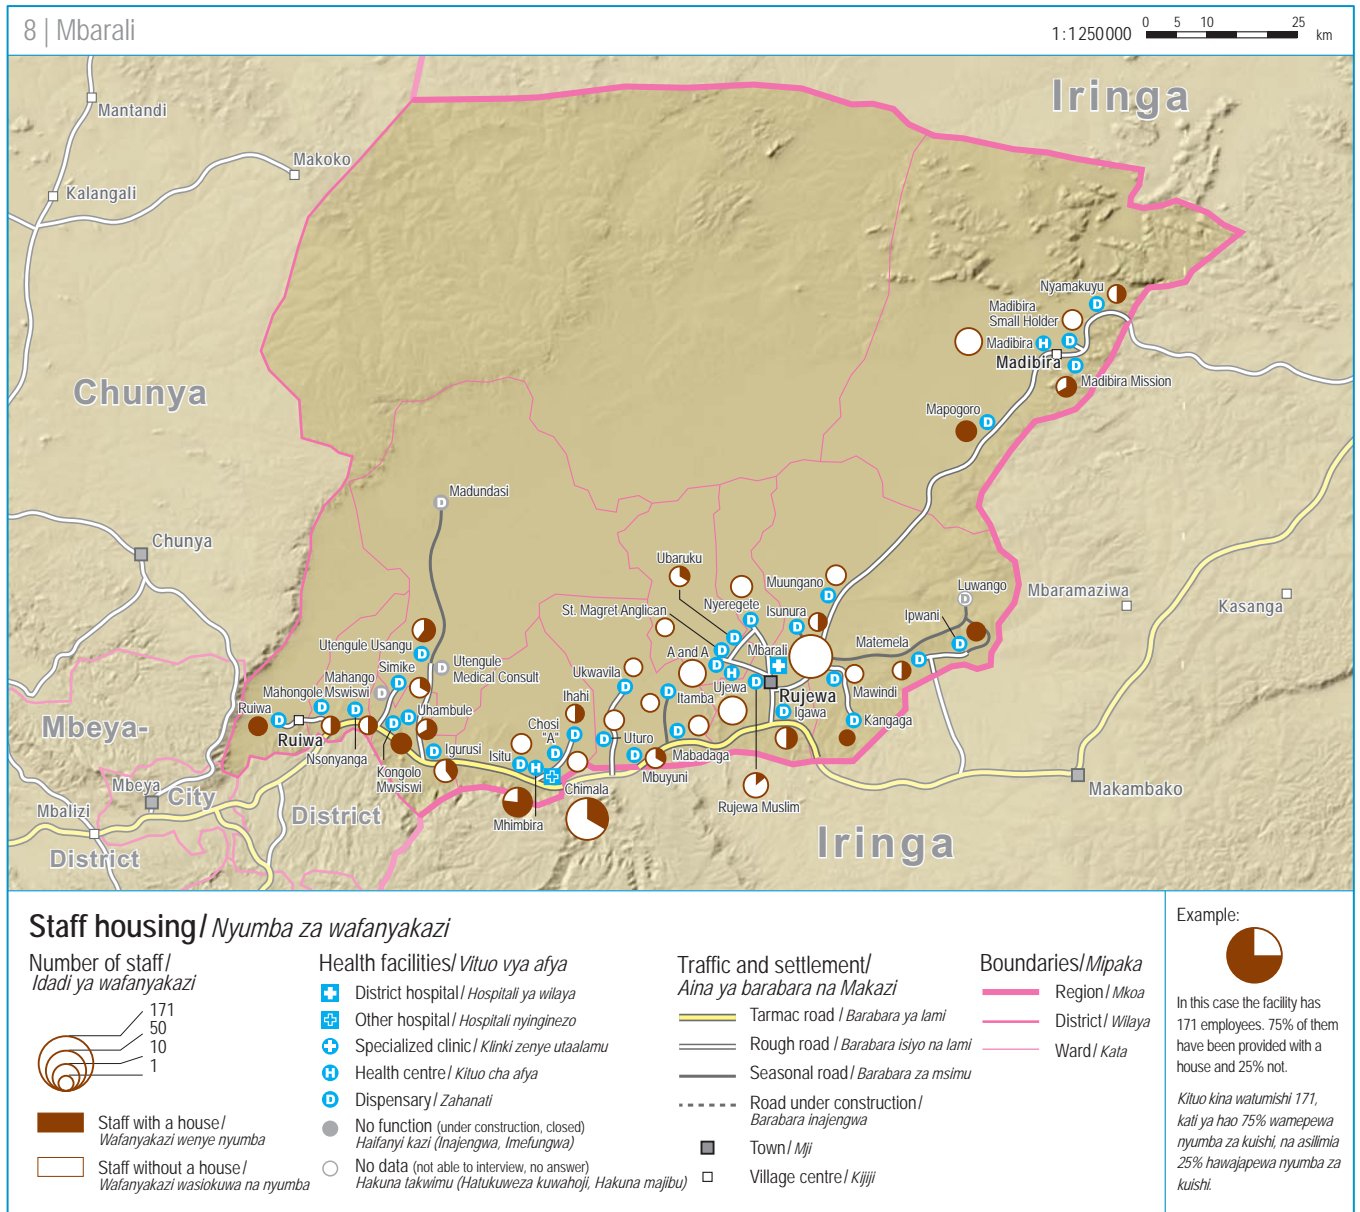 8 | Mbarali
1:1250000
0 5 10 25
km
Iringa
Mantandi
Makoko
Kalangali
Nyamakuyu
Madibira
Small Holder
Madibira
Madibira
Madibira Mission
Chunya
Mapogoro
Madundasi
Chunya
Ubaruku
Muungano
Luwango
Mbaramaziwa
Kasanga
St. Magret Anglican
Nyeregete
Isunura
Ipwani
Utengule Usangu
Mbarali
Matemela
A and A
Simike
Utengule
Medical Consult
Ukwavila
Mahango
Mahongole
Mswiswi
Ihahi
Itamba
Ujewa
Rujewa
Mawindi
Ruiwa
Uhambule
Chosi
"A"
Igawa
Kangaga
Mbeya-
Ruiwa
Nsonyanga
Igurusi
Isitu
Uturo
Mabadaga
Kongolo
Mwsiswi
Mbuyuni
Mbeya
City
Chimala
Makambako
Mbalizi
District
Mhimbira
Rujewa Muslim
District
Iringa
Staff housing/ Nyumba za wafanyakazi
Number of staff/
Idadi ya wafanyakazi
171
50
10
1
Staff with a house/
Wafanyakazi wenye nyumba
Staff without a house/
Wafanyakazi wasiokuwa na nyumba
Health facilities/ Vituo vya afya
District hospital/ Hospitali ya wilaya
Other hospital/ Hospitali nyinginezo
Specialized clinic/ Klinki zenye utaalamu
H Health centre/ Kituo cha afya
D Dispensary/ Zahanati
No function (under construction, closed)
Haifanyi kazi (Inajengwa, Imefungwa)
No data (not able to interview, no answer)
Hakuna takwimu (Hatukuweza kuwahoji, Hakuna majibu)
Traffic and settlement/
Aina ya barabara na Makazi
Tarmac road / Barabara ya lami
Rough road / Barabara isiyo na lami
Seasonal road/ Barabara za msimu
Road under construction/
Barabara inajengwa
Town/ Mji
Village centre/ Kijiji
Boundaries/Mipaka
Region/ Mkoa
District/ Wilaya
Ward/ Kata
Example:
In this case the facility has
171 employees. 75% of them
have been provided with a
house and 25% not.
Kituo kina watumishi 171,
kati ya hao 75% wamepewa
nyumba za kuishi, na asilimia
25% hawajapewa nyumba za
kuishi.